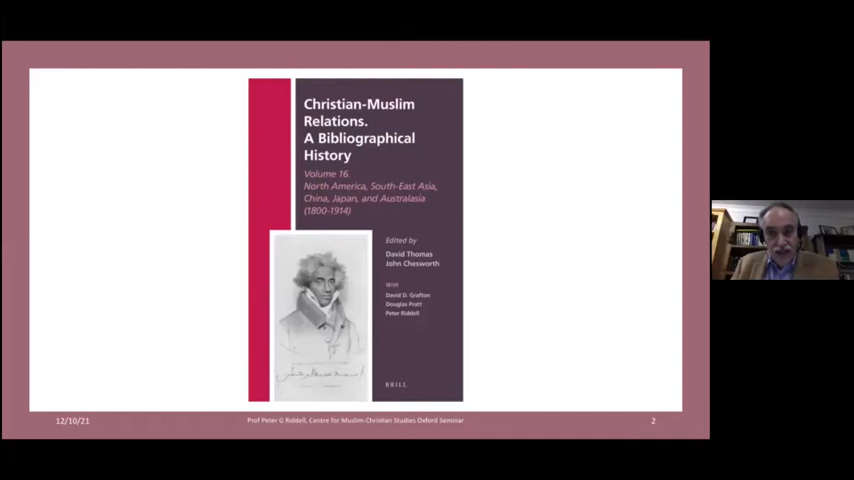 Christian-Muslim
Relations.
A Bibliographical
History
Volume 16.
North America, South-East Asia,
China, Japan, and Australasia
(1800-1914)
Edited by
David Thomas
John Chesworth
With
David D. Grafton
Douglas Pratt
Peter Riddell
BRILL
12/10/21
Prof Peter G Riddell, Centre for Muslim-Christian Studies Oxford Seminar
2